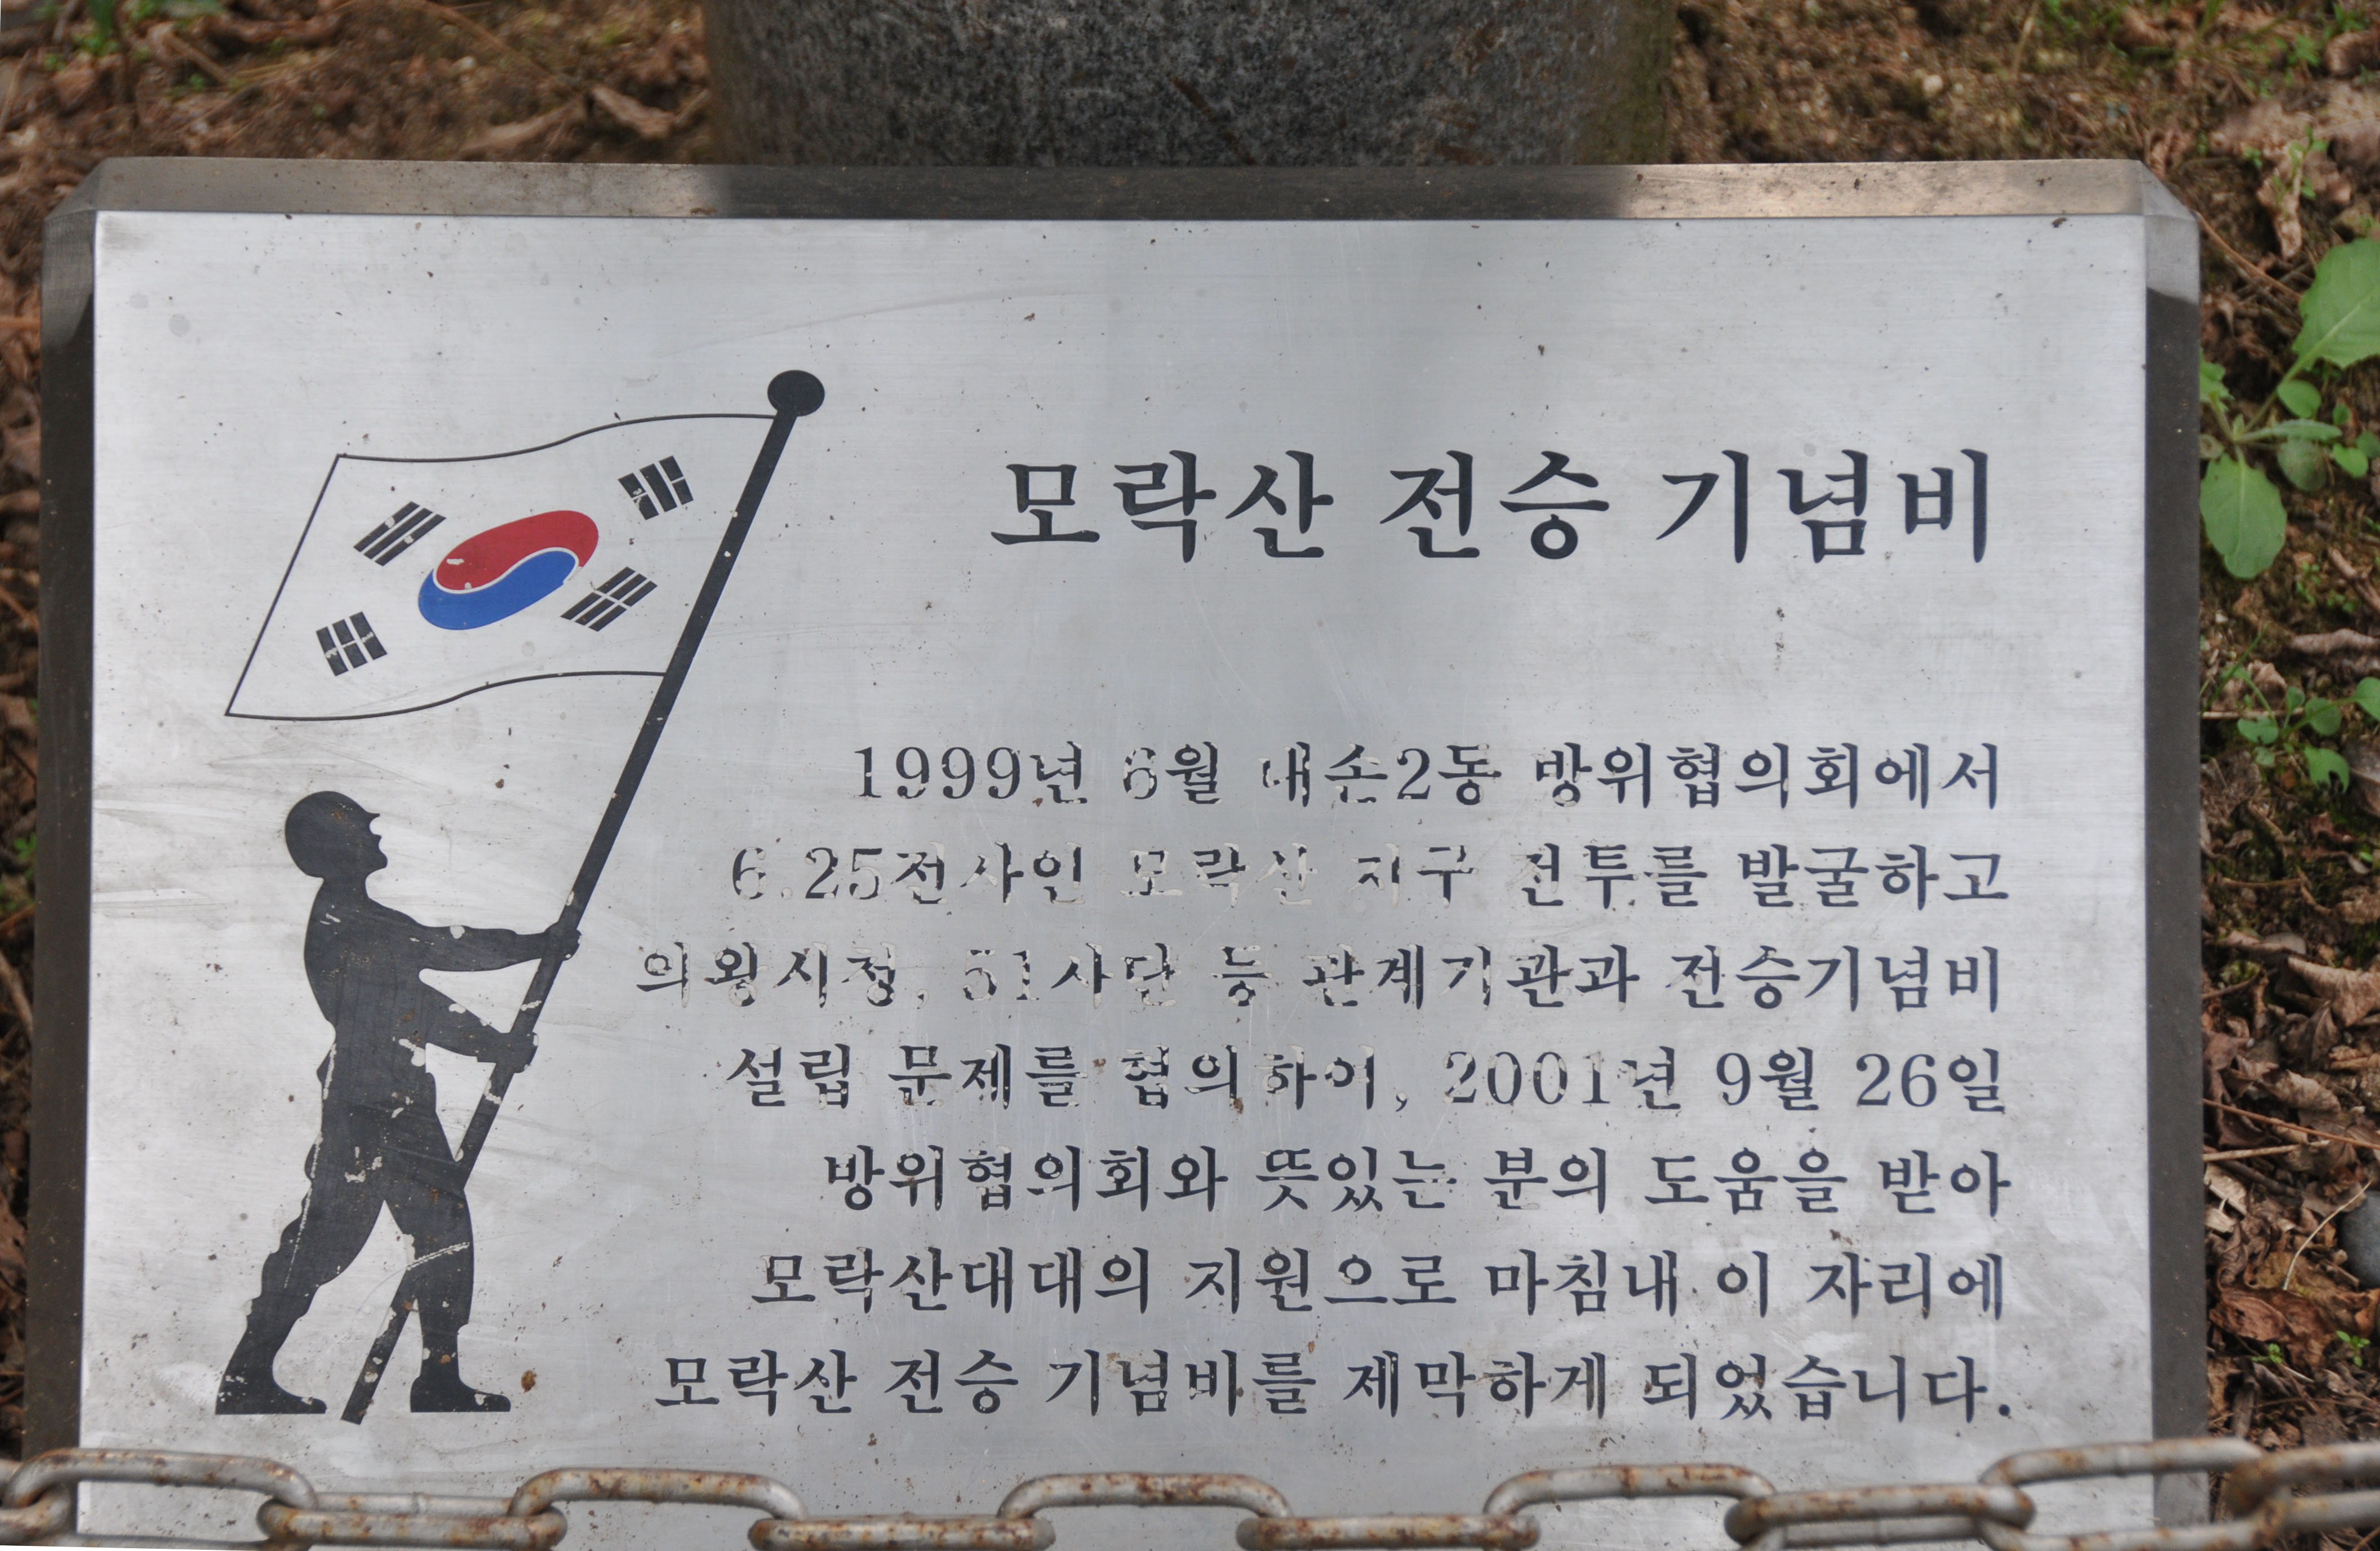 모락산 전승 기념비
1999년 6월 내손2동 방위협의회에서
6.25전사인 모락산 지구 전투를 발굴하고
의왕시청, 51사단 등 관계기관과 전승기념비
설립 문제를 협의하여, 2001년 9월 26일
방위협의회와 뜻있는 분의 도움을 받아
모락산대대의 지원으로 마침내 이 자리에
모락산 전승 기념비를 제막하게 되었습니다.